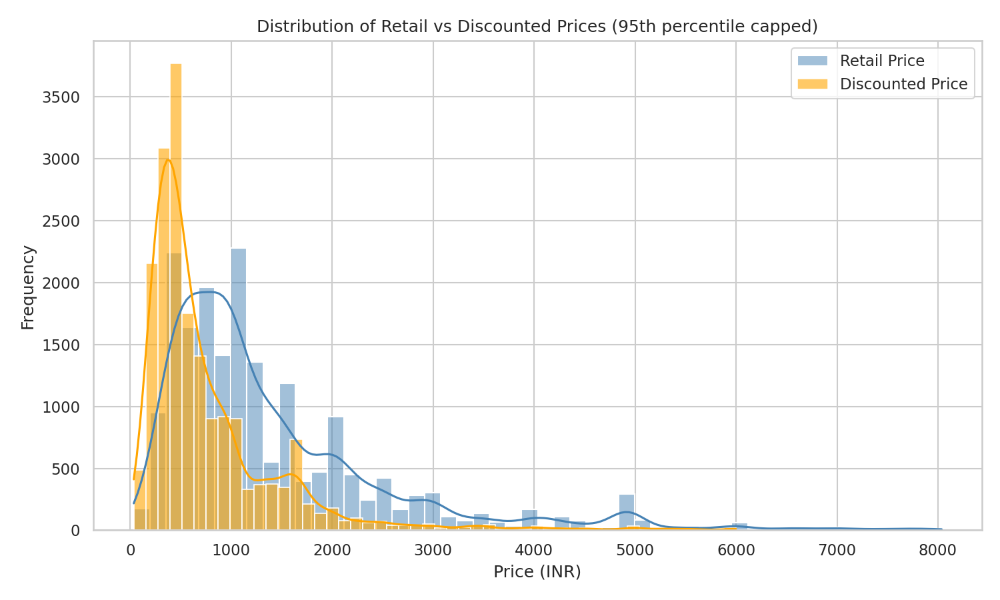 Distribution of Retail vs Discounted Prices (95th percentile capped)
Retail Price
Discounted Price
Frequency
3500
3000
2500
2000
1500
1000
500
0
0 1000 2000 3000 4000 5000 6000 7000 8000
Price (INR)